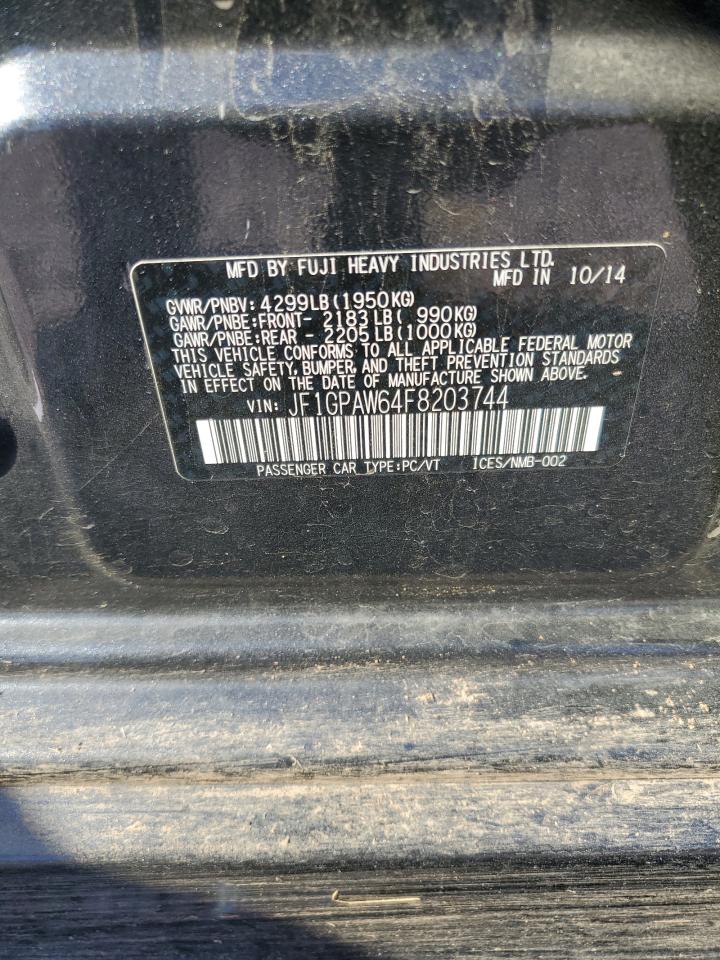 MFD BY FUJI HEAVY INDUSTRIES LTD.
MFD IN 10/14
GVWR/PNBV: 4299LB(1950KG)
GAWR/PNBE:FRONT- 2183LB( 990KG)
GAWR/PNBE:REAR - 2205LB(1000KG)
THIS VEHICLE CONFORMS TO ALL APPLICABLE FEDERAL MOTOR
VEHICLE SAFETY, BUMPER, AND THEFT PREVENTION STANDARDS
IN EFFECT ON DATE OF MANUFACTURE SHOWN ABOVE.
VIN: JF1GPAW64F8203744
PASSENGER CAR TYPE:PC/VT ICES/NMB-002